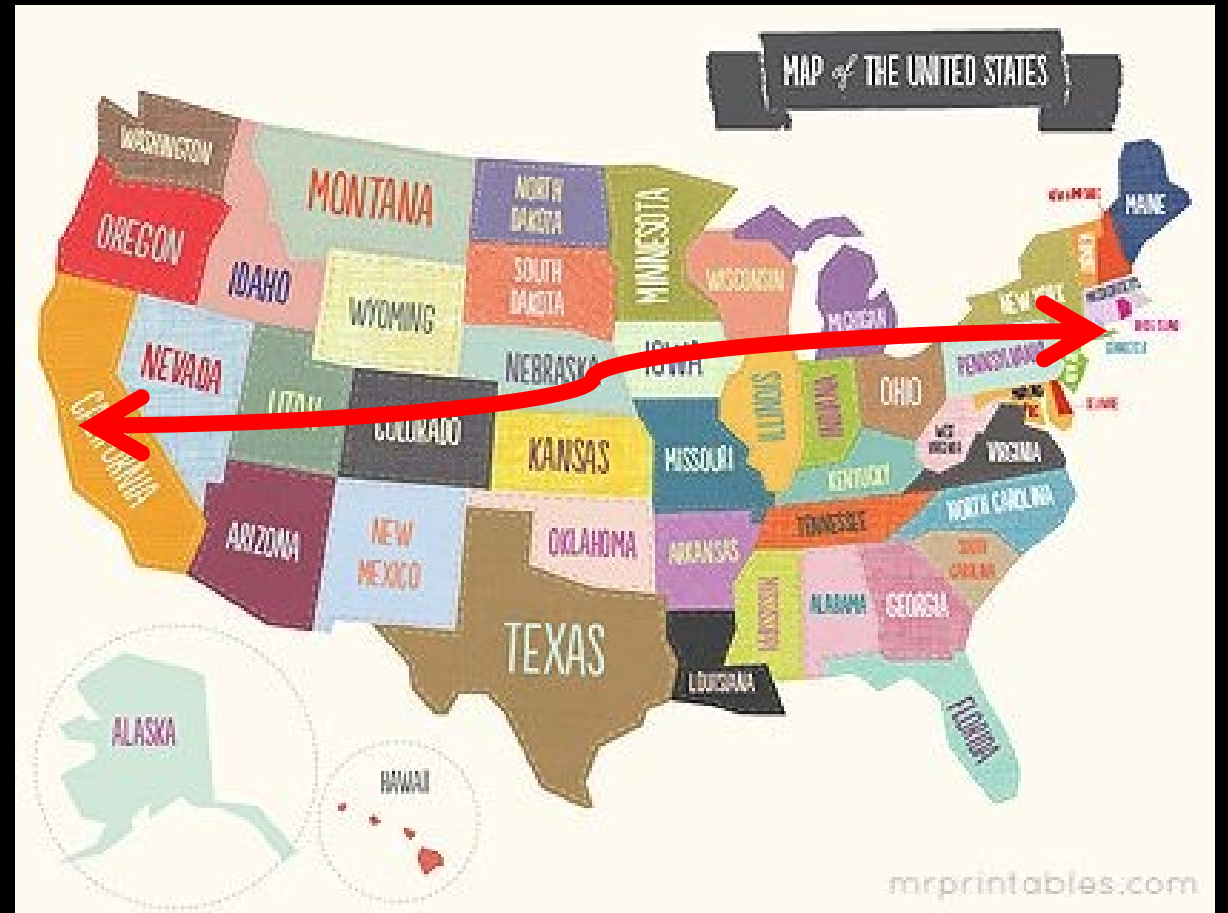 MAP of THE UNITED STATES
WASHINGTON
MONTANA
NORTH
DAKOTA
MINNESOTA
MAINE
OREGON
IDAHO
SOUTH
DAKOTA
WISCONSIN
WYOMING
MICHIGAN
NEW YORK
NEVADA
UTAH
COLORADO
NEBRASKA
IOWA
ILLINOIS
INDIANA
OHIO
PENNSYLVANIA
CALIFORNIA
KANSAS
MISSOURI
KENTUCKY
WEST
VIRGINIA
VIRGINIA
ARIZONA
NEW
MEXICO
OKLAHOMA
ARKANSAS
TENNESSEE
NORTH CAROLINA
SOUTH
CAROLINA
TEXAS
LOUISIANA
MISSISSIPPI
ALABAMA
GEORGIA
FLORIDA
ALASKA
HAWAII
mrprintables.com